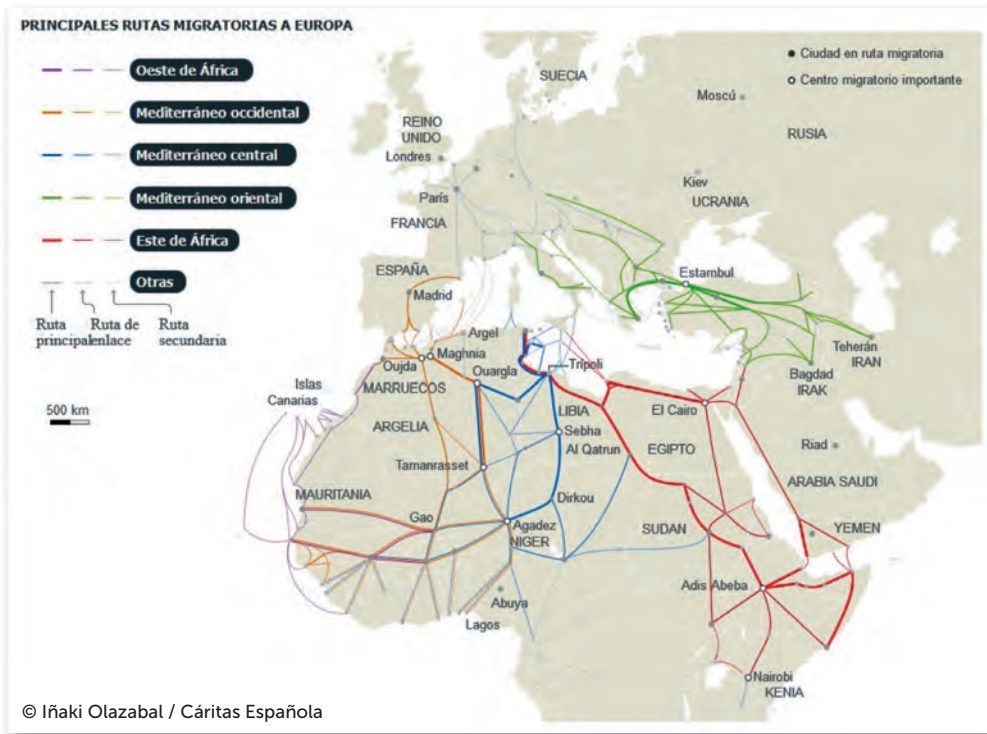 PRINCIPALES RUTAS MIGRATORIAS A EUROPA
Oeste de África
Mediterráneo occidental
Mediterráneo central
Mediterráneo oriental
Este de África
Otras
Ruta principal
Ruta de enlace
Ruta secundaria
500 km
Ciudad en ruta migratoria
Centro migratorio importante
SUECIA
Moscú
RUSIA
REINO
UNIDO
Londres
Kiev
UCRANIA
París
FRANCIA
ESPAÑA
Madrid
Estambul
Argel
Teherán
IRAN
Maghnia
Oujda
Ouargla
Trípoli
Bagdad
IRAK
MARRUECOS
Islas
Canarias
LIBIA
El Cairo
ARGELIA
Sebha
Al Qatrun
EGIPTO
Riad
Tamanrasset
ARABIA SAUDI
MAURITANIA
Dirkou
Gao
Agadez
NIGER
SUDAN
YEMEN
Adis Abeba
Abuya
Lagos
Nairobi
KENIA
© Iñaki Olazabal / Cáritas Española